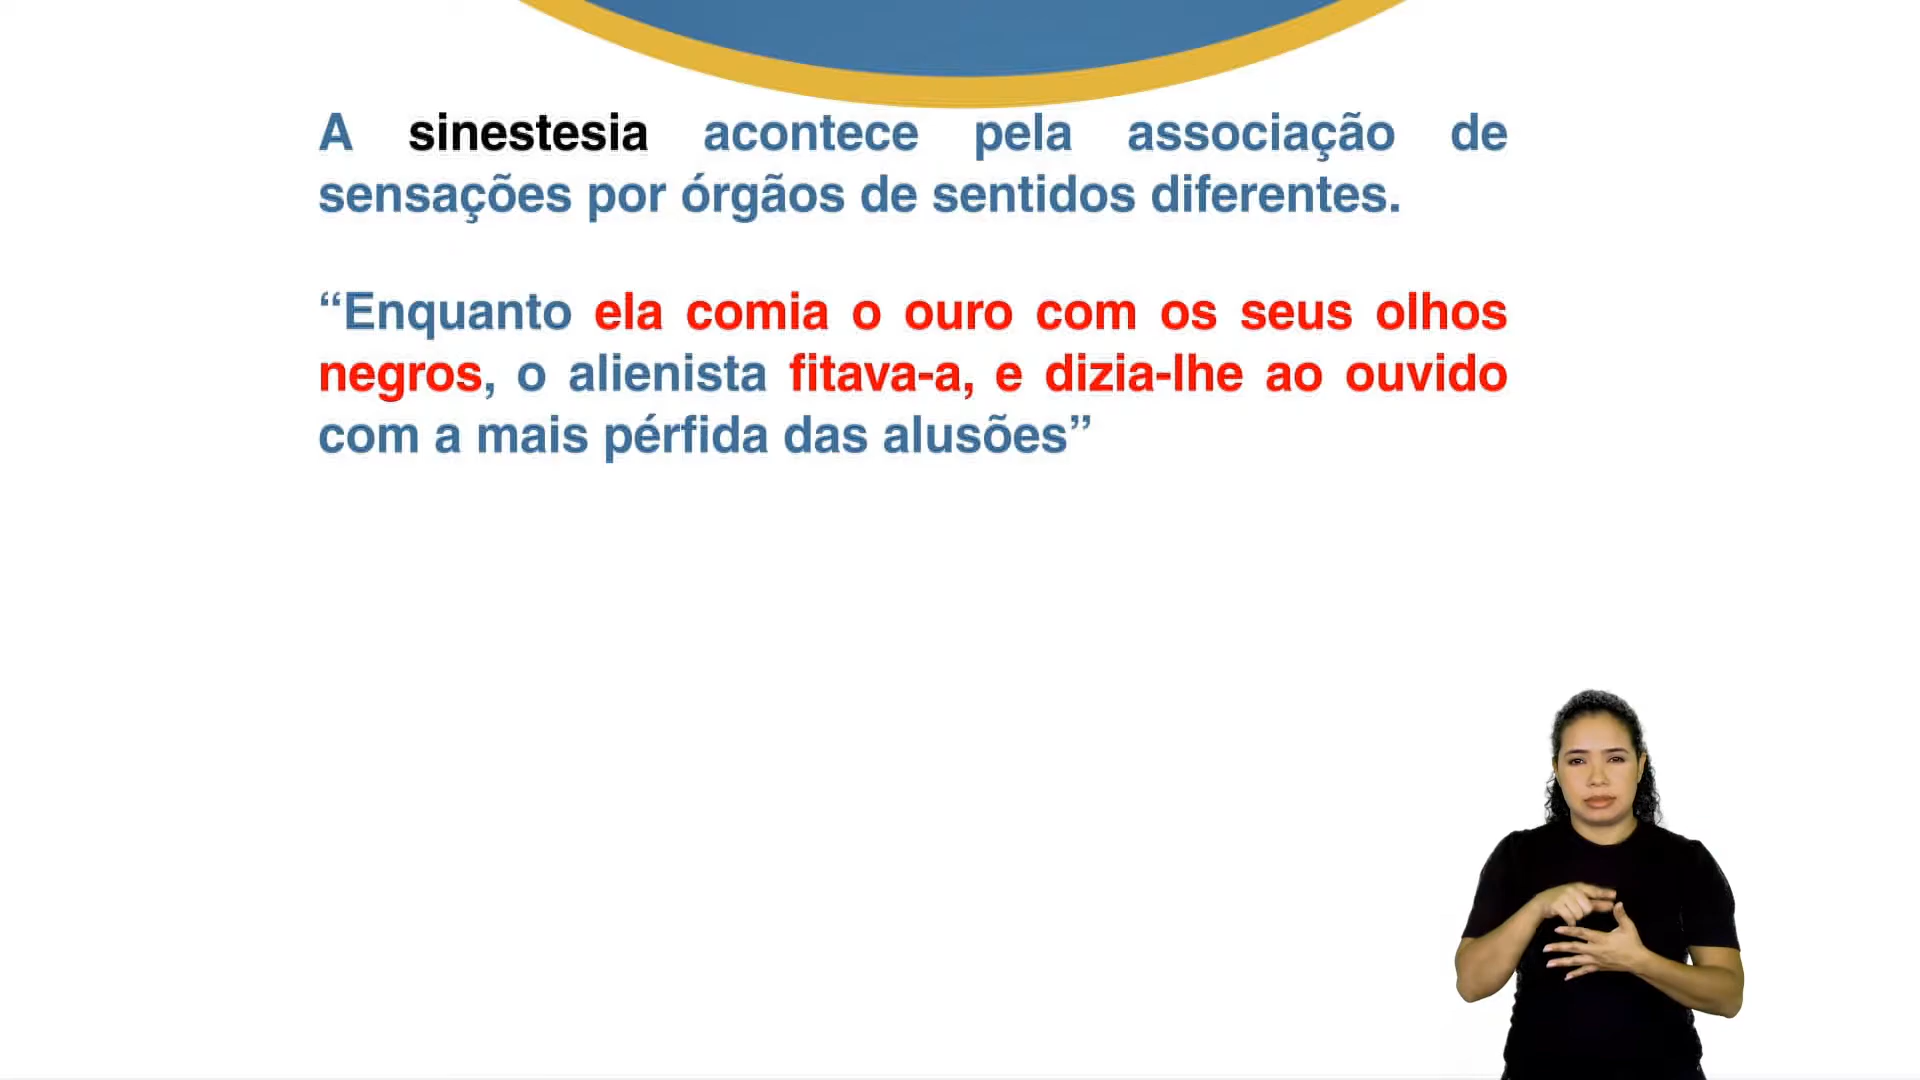 A sinestesia acontece pela associação de
sensações por órgãos de sentidos diferentes.
“Enquanto ela comia o ouro com os seus olhos
negros, o alienista fitava-a, e dizia-lhe ao ouvido
com a mais pérfida das alusões”